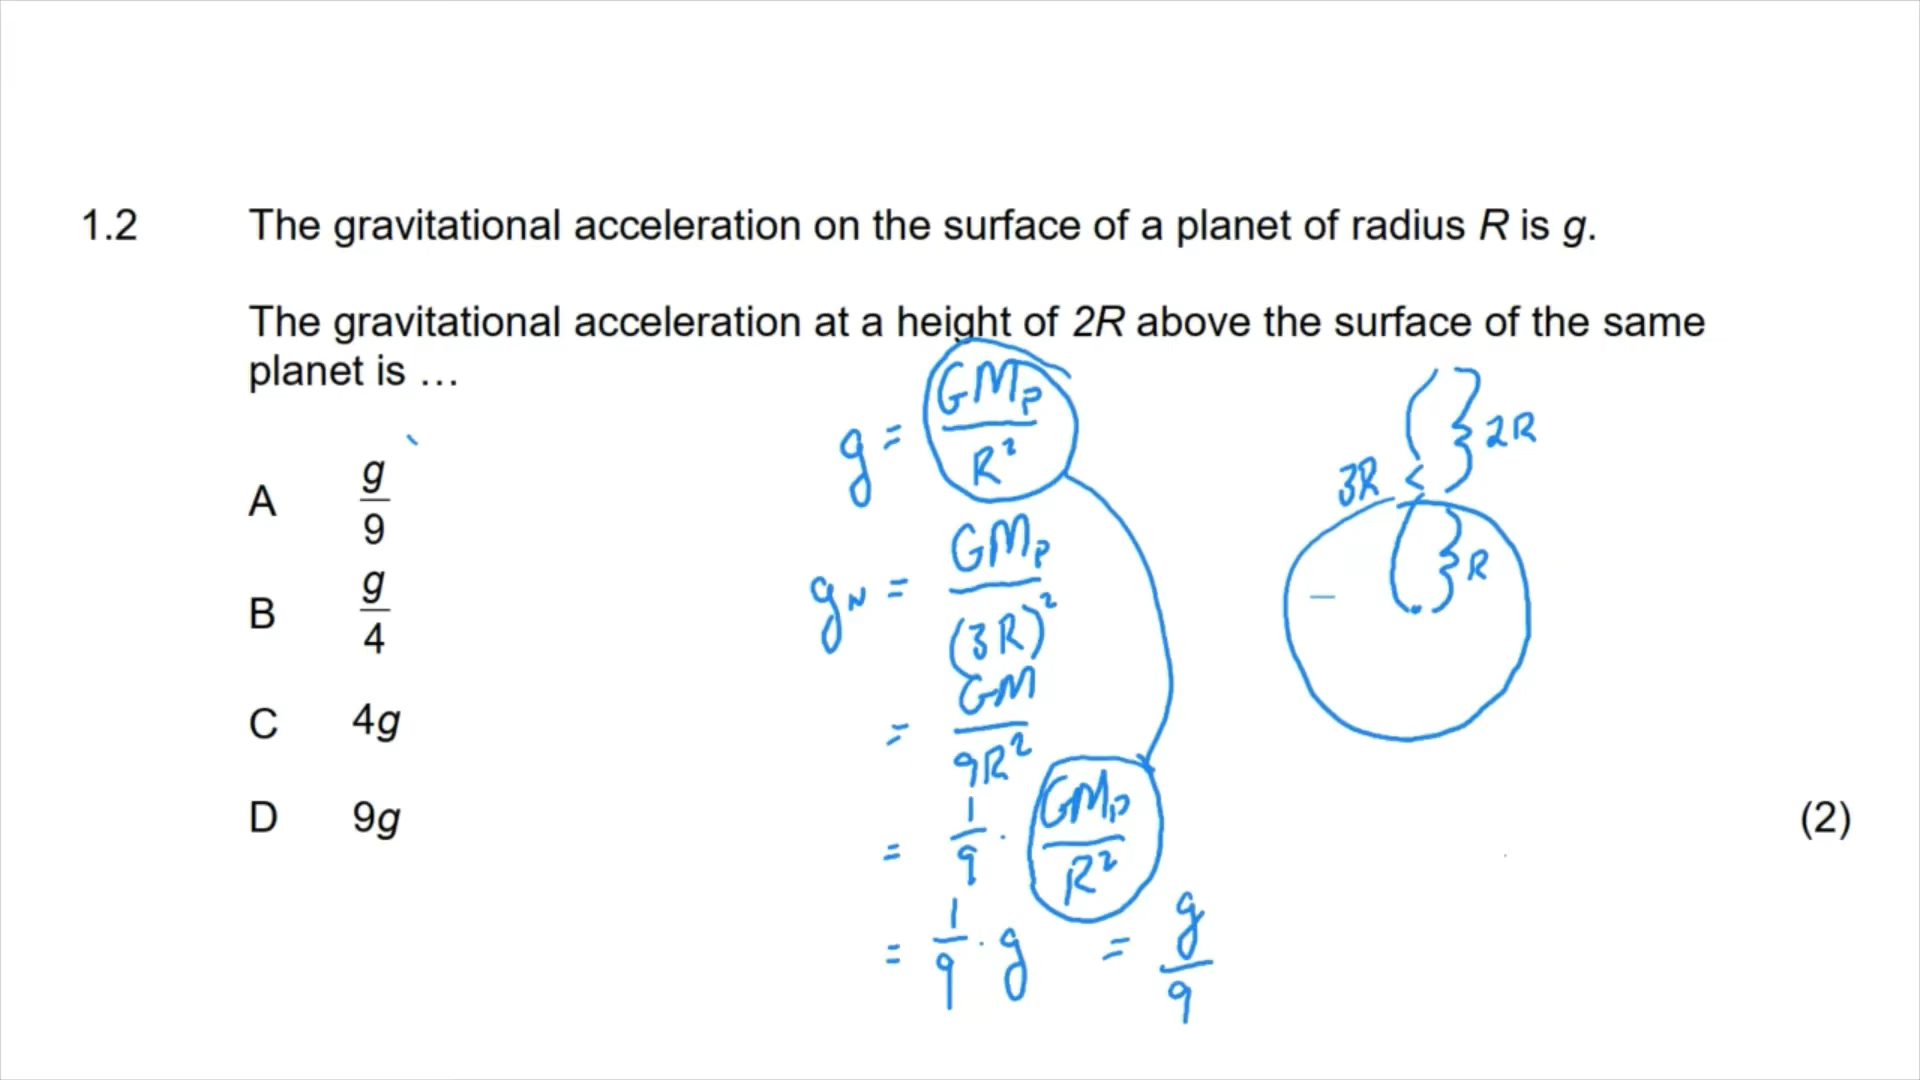 1.2 The gravitational acceleration on the surface of a planet of radius R is g.
The gravitational acceleration at a height of 2R above the surface of the same
planet is …
A g/9
B g/4
C 4g
D 9g
(2)
g = GMp/R²
gN = GMp/(3R)²
= GM/9R²
= 1/9 · GMp/R²
= 1/9 · g = g/9
2R
3R
R